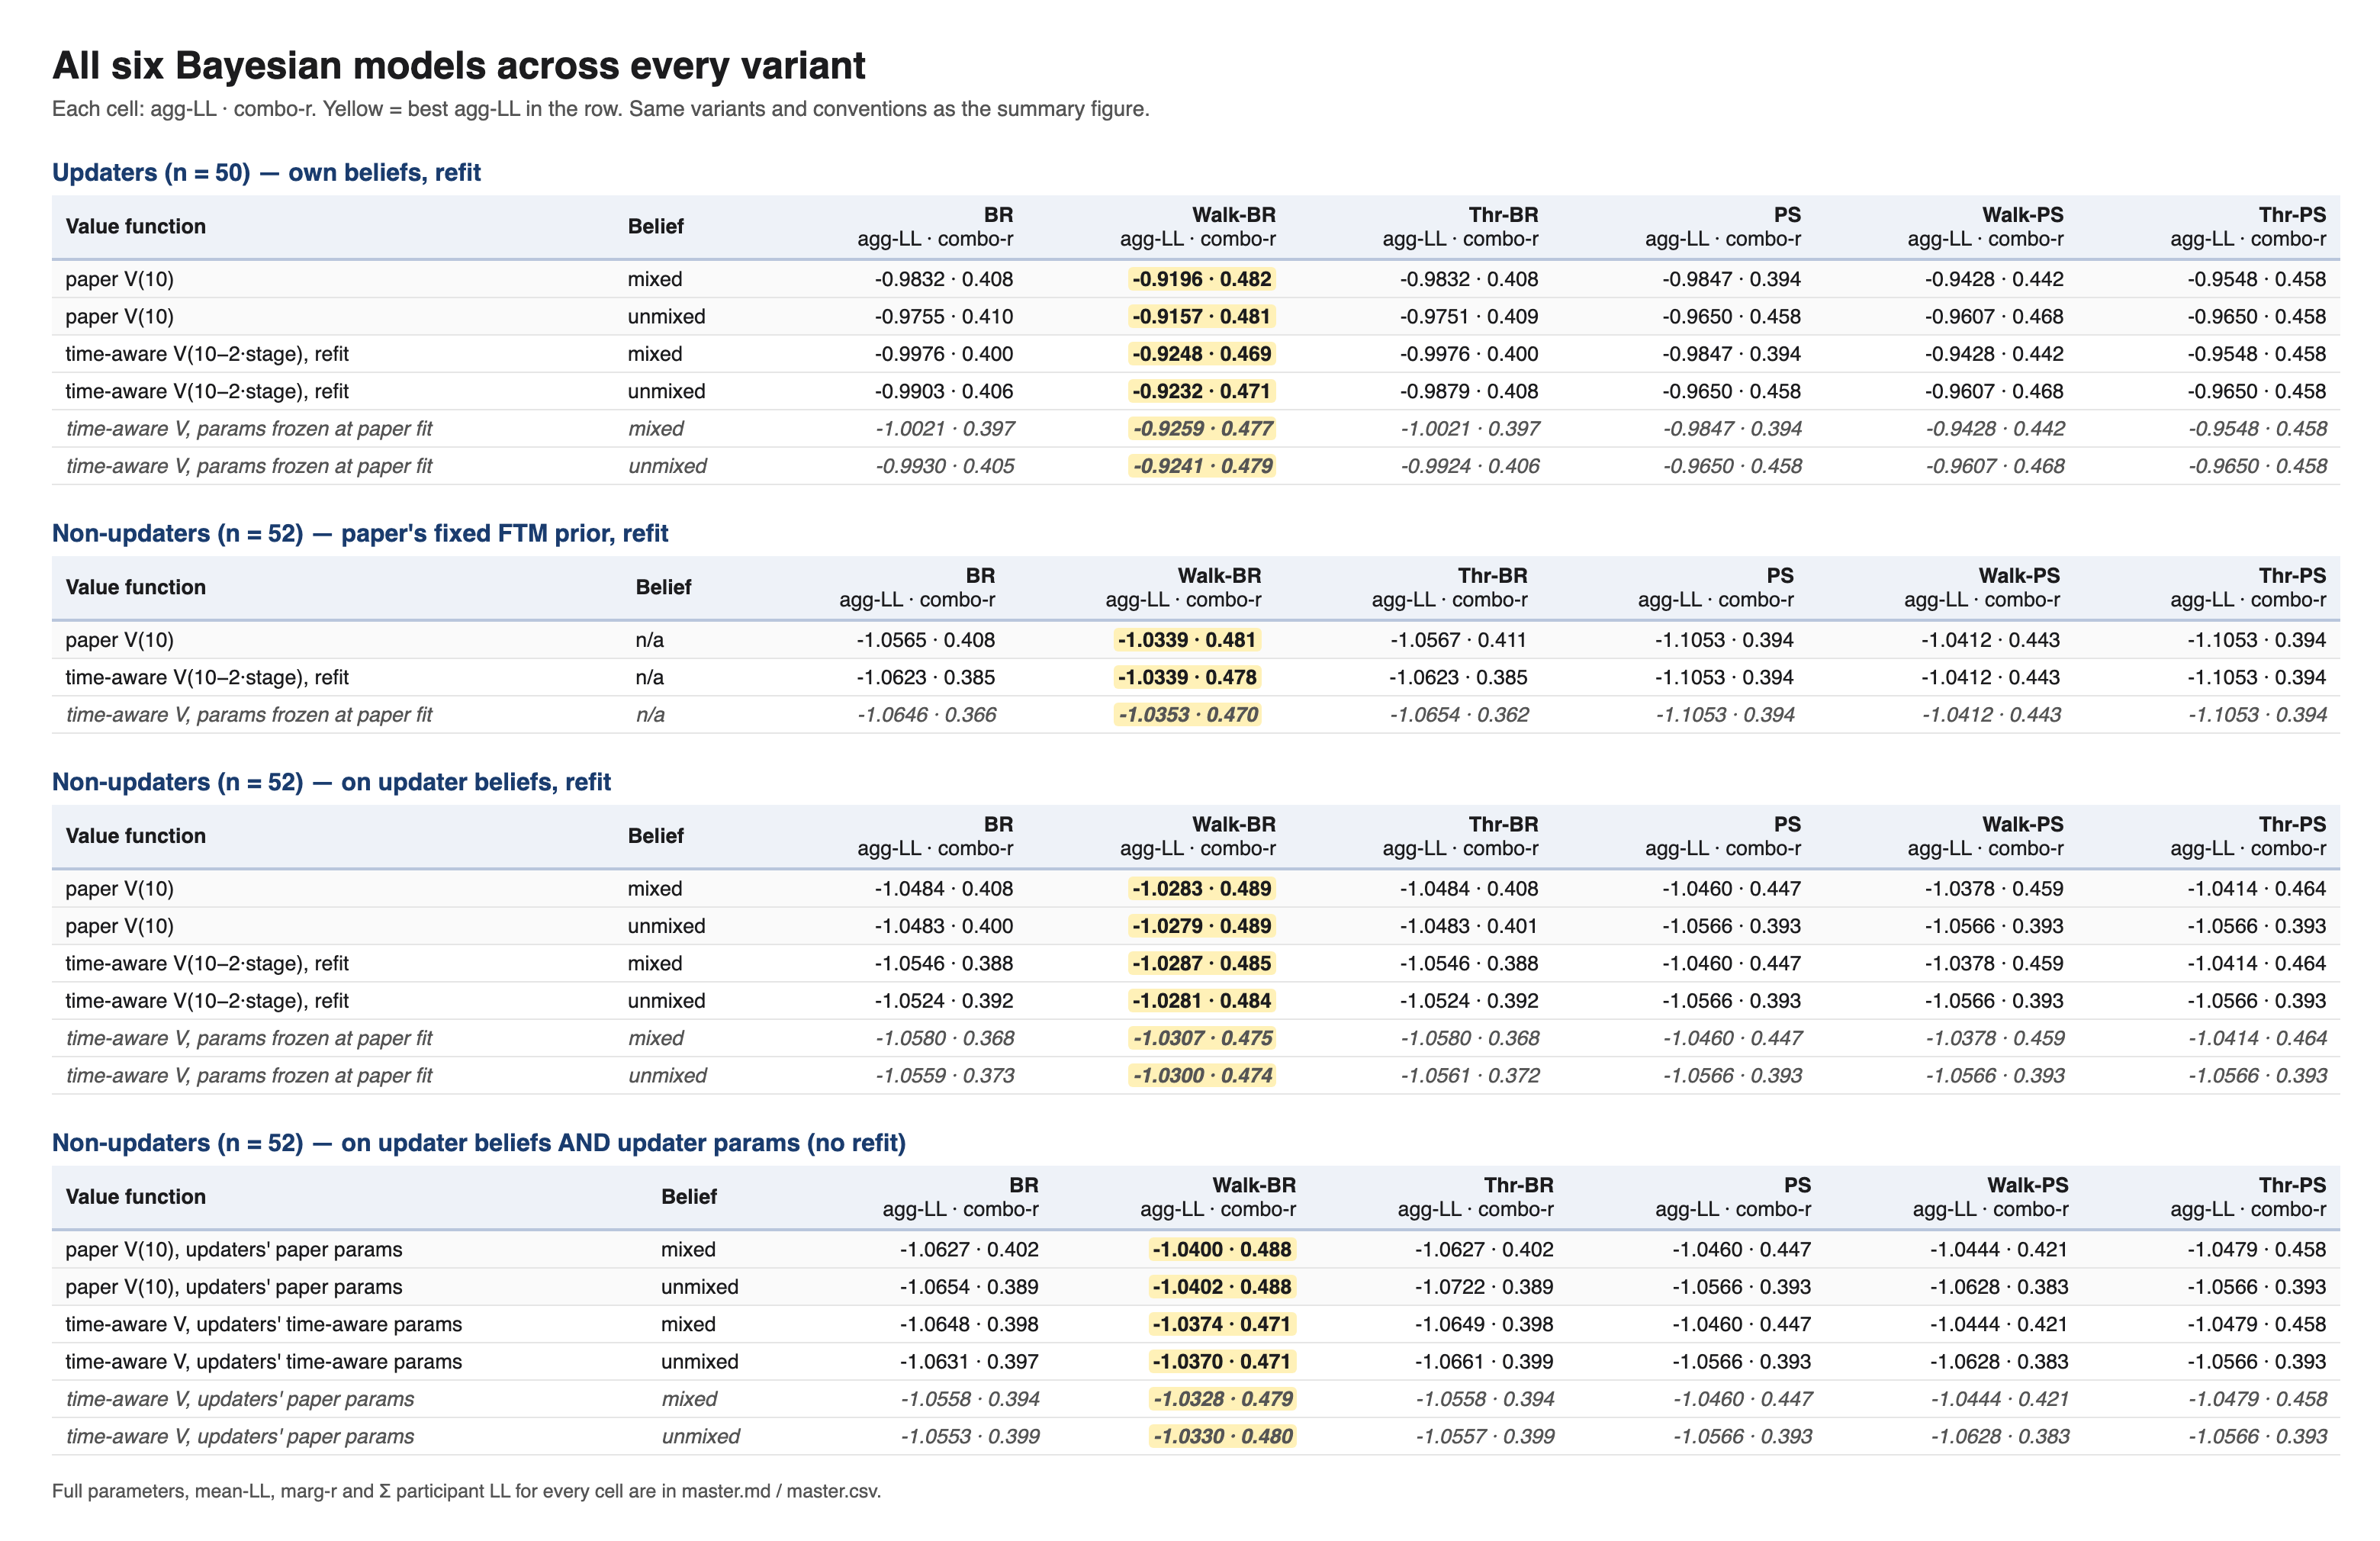 All six Bayesian models across every variant
Each cell: agg-LL · combo-r. Yellow = best agg-LL in the row. Same variants and conventions as the summary figure.
Updaters (n = 50) — own beliefs, refit
Value function Belief BR Walk-BR Thr-BR PS Walk-PS Thr-PS
agg-LL · combo-r agg-LL · combo-r agg-LL · combo-r agg-LL · combo-r agg-LL · combo-r agg-LL · combo-r
paper V(10) mixed -0.9832 · 0.408 -0.9196 · 0.482 -0.9832 · 0.408 -0.9847 · 0.394 -0.9428 · 0.442 -0.9548 · 0.458
paper V(10) unmixed -0.9755 · 0.410 -0.9157 · 0.481 -0.9751 · 0.409 -0.9650 · 0.458 -0.9607 · 0.468 -0.9650 · 0.458
time-aware V(10−2·stage), refit mixed -0.9976 · 0.400 -0.9248 · 0.469 -0.9976 · 0.400 -0.9847 · 0.394 -0.9428 · 0.442 -0.9548 · 0.458
time-aware V(10−2·stage), refit unmixed -0.9903 · 0.406 -0.9232 · 0.471 -0.9879 · 0.408 -0.9650 · 0.458 -0.9607 · 0.468 -0.9650 · 0.458
time-aware V, params frozen at paper fit mixed -1.0021 · 0.397 -0.9259 · 0.477 -1.0021 · 0.397 -0.9847 · 0.394 -0.9428 · 0.442 -0.9548 · 0.458
time-aware V, params frozen at paper fit unmixed -0.9930 · 0.405 -0.9241 · 0.479 -0.9924 · 0.406 -0.9650 · 0.458 -0.9607 · 0.468 -0.9650 · 0.458
Non-updaters (n = 52) — paper's fixed FTM prior, refit
Value function Belief BR Walk-BR Thr-BR PS Walk-PS Thr-PS
agg-LL · combo-r agg-LL · combo-r agg-LL · combo-r agg-LL · combo-r agg-LL · combo-r agg-LL · combo-r
paper V(10) n/a -1.0565 · 0.408 -1.0339 · 0.481 -1.0567 · 0.411 -1.1053 · 0.394 -1.0412 · 0.443 -1.1053 · 0.394
time-aware V(10−2·stage), refit n/a -1.0623 · 0.385 -1.0339 · 0.478 -1.0623 · 0.385 -1.1053 · 0.394 -1.0412 · 0.443 -1.1053 · 0.394
time-aware V, params frozen at paper fit n/a -1.0646 · 0.366 -1.0353 · 0.470 -1.0654 · 0.362 -1.1053 · 0.394 -1.0412 · 0.443 -1.1053 · 0.394
Non-updaters (n = 52) — on updater beliefs, refit
Value function Belief BR Walk-BR Thr-BR PS Walk-PS Thr-PS
agg-LL · combo-r agg-LL · combo-r agg-LL · combo-r agg-LL · combo-r agg-LL · combo-r agg-LL · combo-r
paper V(10) mixed -1.0484 · 0.408 -1.0283 · 0.489 -1.0484 · 0.408 -1.0460 · 0.447 -1.0378 · 0.459 -1.0414 · 0.464
paper V(10) unmixed -1.0483 · 0.400 -1.0279 · 0.489 -1.0483 · 0.401 -1.0566 · 0.393 -1.0566 · 0.393 -1.0566 · 0.393
time-aware V(10−2·stage), refit mixed -1.0546 · 0.388 -1.0287 · 0.485 -1.0546 · 0.388 -1.0460 · 0.447 -1.0378 · 0.459 -1.0414 · 0.464
time-aware V(10−2·stage), refit unmixed -1.0524 · 0.392 -1.0281 · 0.484 -1.0524 · 0.392 -1.0566 · 0.393 -1.0566 · 0.393 -1.0566 · 0.393
time-aware V, params frozen at paper fit mixed -1.0580 · 0.368 -1.0307 · 0.475 -1.0580 · 0.368 -1.0460 · 0.447 -1.0378 · 0.459 -1.0414 · 0.464
time-aware V, params frozen at paper fit unmixed -1.0559 · 0.373 -1.0300 · 0.474 -1.0561 · 0.372 -1.0566 · 0.393 -1.0566 · 0.393 -1.0566 · 0.393
Non-updaters (n = 52) — on updater beliefs AND updater params (no refit)
Value function Belief BR Walk-BR Thr-BR PS Walk-PS Thr-PS
agg-LL · combo-r agg-LL · combo-r agg-LL · combo-r agg-LL · combo-r agg-LL · combo-r agg-LL · combo-r
paper V(10), updaters' paper params mixed -1.0627 · 0.402 -1.0400 · 0.488 -1.0627 · 0.402 -1.0460 · 0.447 -1.0444 · 0.421 -1.0479 · 0.458
paper V(10), updaters' paper params unmixed -1.0654 · 0.389 -1.0402 · 0.488 -1.0722 · 0.389 -1.0566 · 0.393 -1.0628 · 0.383 -1.0566 · 0.393
time-aware V, updaters' time-aware params mixed -1.0648 · 0.398 -1.0374 · 0.471 -1.0649 · 0.398 -1.0460 · 0.447 -1.0444 · 0.421 -1.0479 · 0.458
time-aware V, updaters' time-aware params unmixed -1.0631 · 0.397 -1.0370 · 0.471 -1.0661 · 0.399 -1.0566 · 0.393 -1.0628 · 0.383 -1.0566 · 0.393
time-aware V, updaters' paper params mixed -1.0558 · 0.394 -1.0328 · 0.479 -1.0558 · 0.394 -1.0460 · 0.447 -1.0444 · 0.421 -1.0479 · 0.458
time-aware V, updaters' paper params unmixed -1.0553 · 0.399 -1.0330 · 0.480 -1.0557 · 0.399 -1.0566 · 0.393 -1.0628 · 0.383 -1.0566 · 0.393
Full parameters, mean-LL, marg-r and Σ participant LL for every cell are in master.md / master.csv.